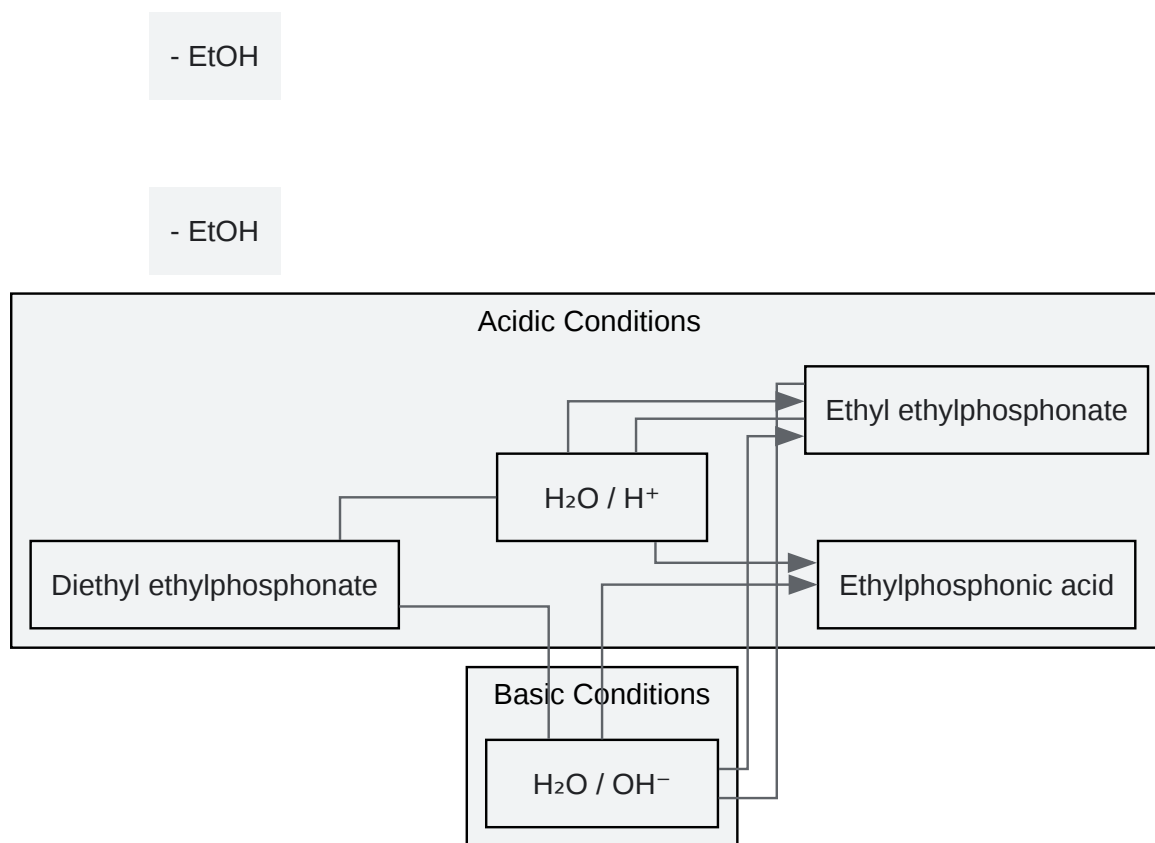 - EtOH
- EtOH
Acidic Conditions
Ethyl ethylphosphonate
H₂O / H⁺
Diethyl ethylphosphonate
Ethylphosphonic acid
Basic Conditions
H₂O / OH⁻